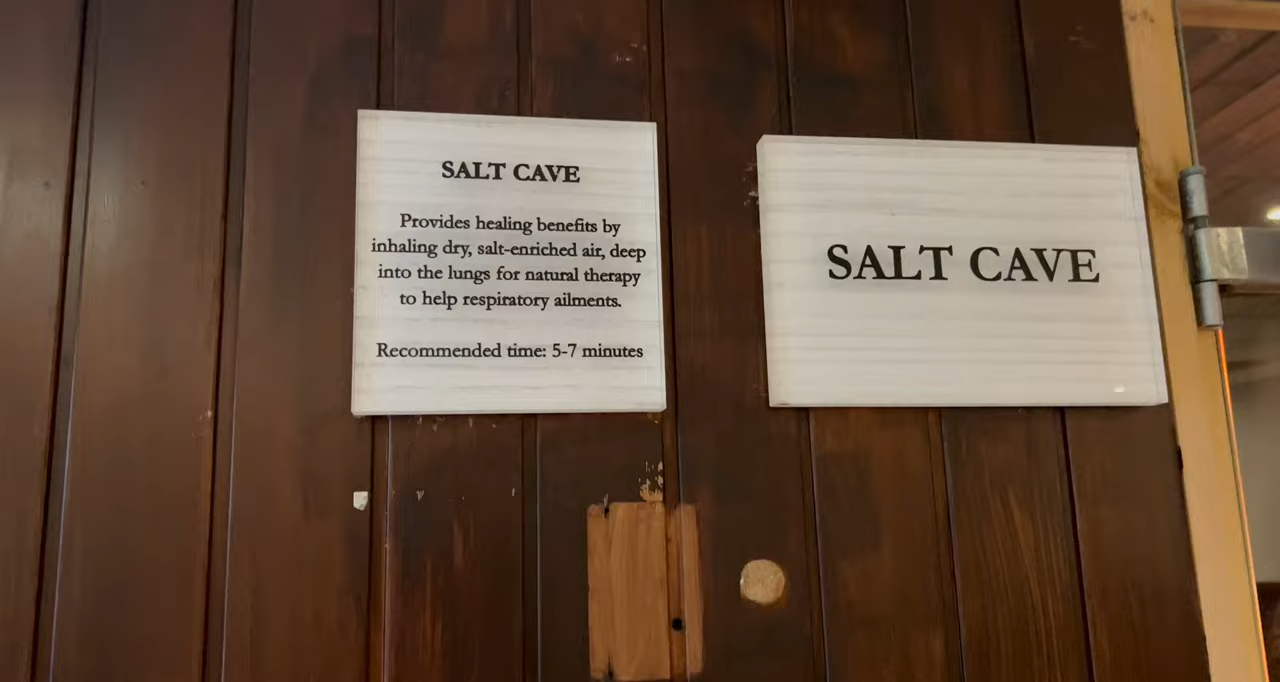 SALT CAVE
Provides healing benefits by
inhaling dry, salt-enriched air, deep
into the lungs for natural therapy
to help respiratory ailments.
Recommended time: 5-7 minutes
SALT CAVE